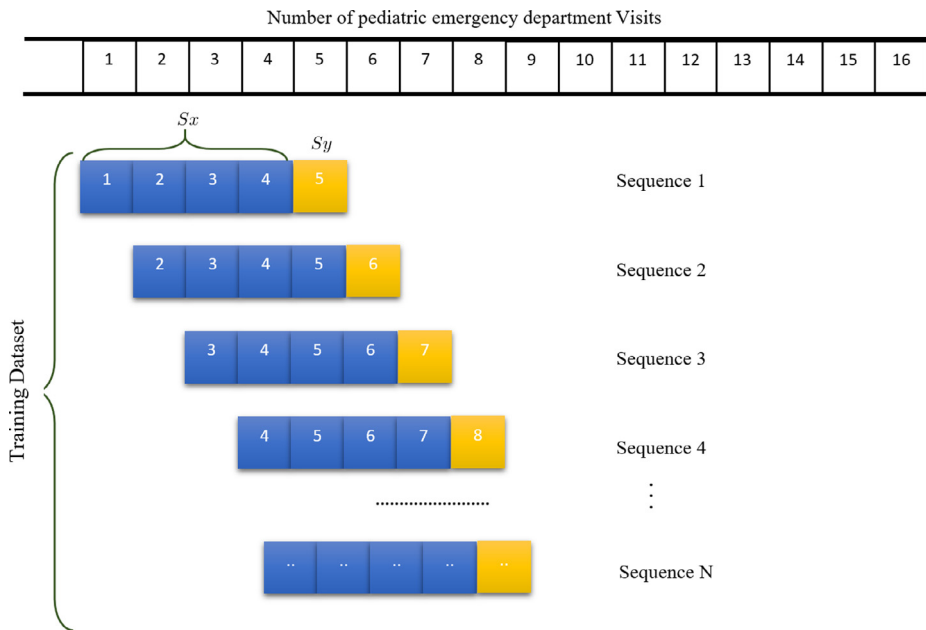 Number of pediatric emergency department Visits
1 2 3 4 5 6 7 8 9 10 11 12 13 14 15 16
Sx
Sy
1 2 3 4 5 Sequence 1
2 3 4 5 6 Sequence 2
3 4 5 6 7 Sequence 3
4 5 6 7 8 Sequence 4
.. .. .. .. .. Sequence N
Training Dataset